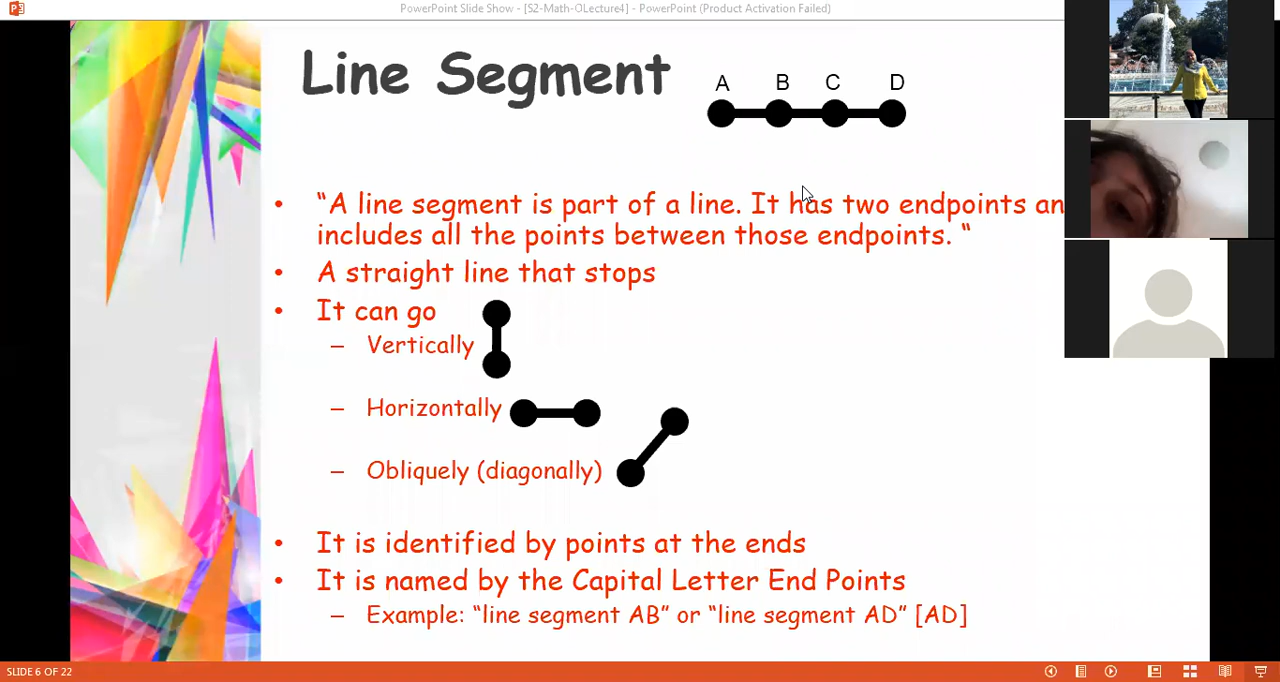 PowerPoint Slide Show - [S2-Math-OLecture4] - PowerPoint (Product Activation Failed)
Line Segment
A B C D
• “A line segment is part of a line. It has two endpoints an
includes all the points between those endpoints. “
• A straight line that stops
• It can go
– Vertically
– Horizontally
– Obliquely (diagonally)
• It is identified by points at the ends
• It is named by the Capital Letter End Points
– Example: “line segment AB” or “line segment AD” [AD]
SLIDE 6 OF 22